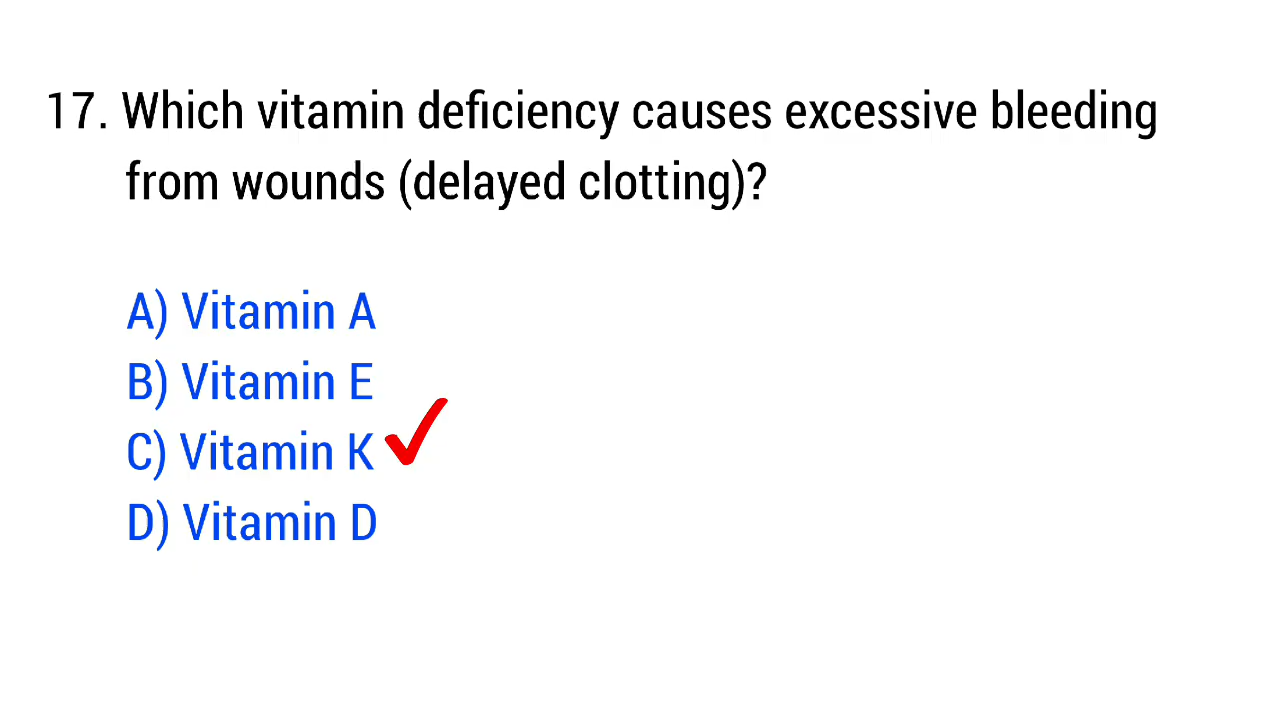 17. Which vitamin deficiency causes excessive bleeding
from wounds (delayed clotting)?
A) Vitamin A
B) Vitamin E
C) Vitamin K
D) Vitamin D